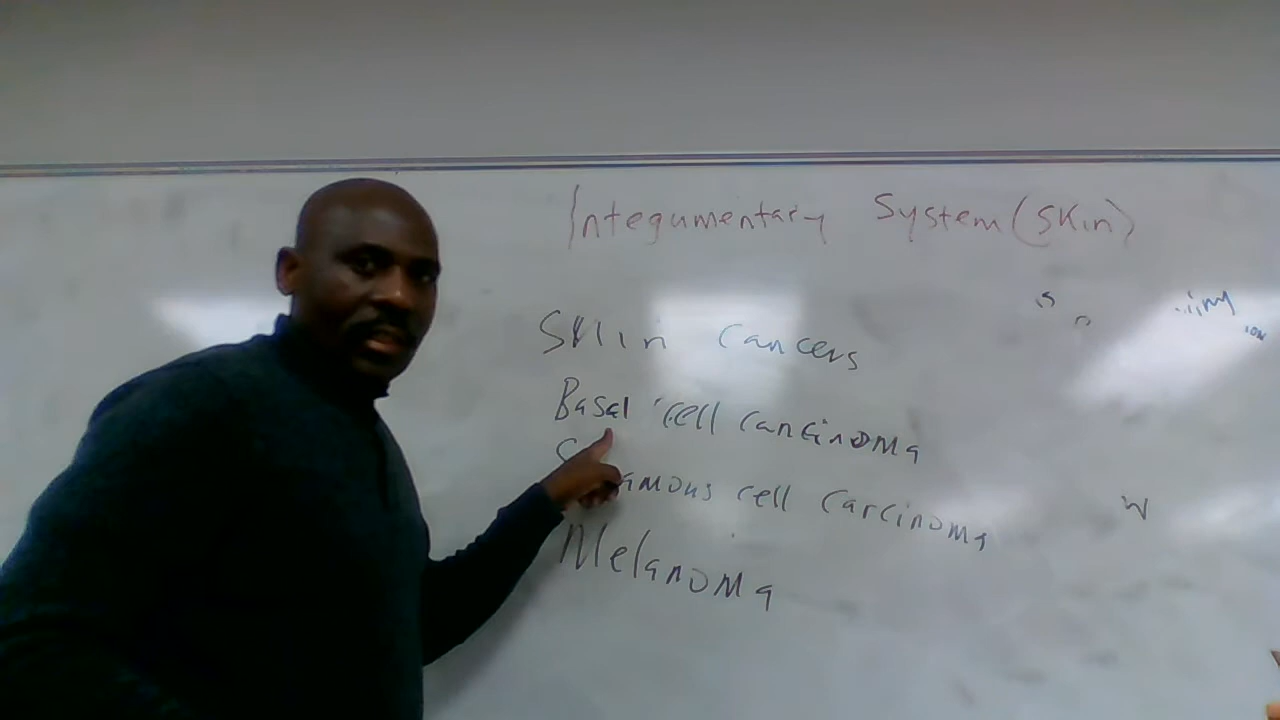 Integumentary System (Skin)
Skin cancers
Basal cell carcinoma
amous cell carcinoma
Melanoma
W